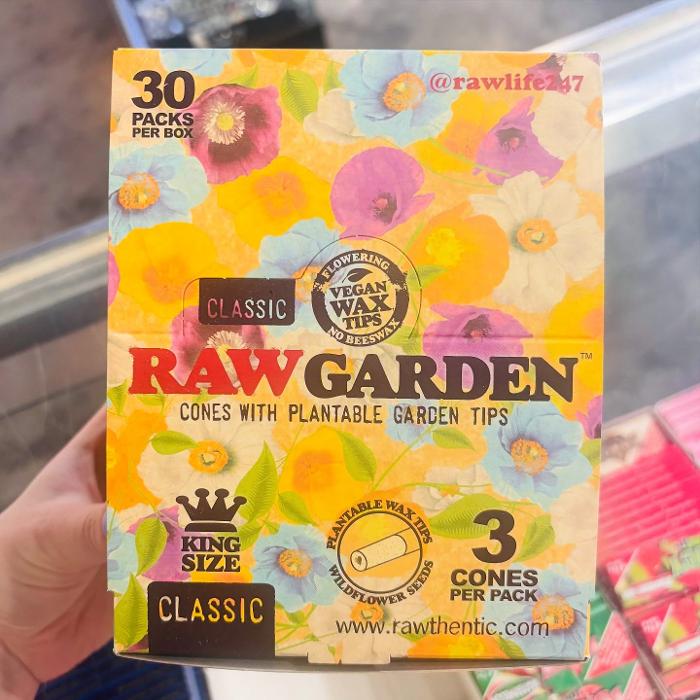 30
PACKS
PER BOX
@rawlife247
FLOWERING
VEGAN
WAX
TIPS
NO BEESWAX
CLASSIC
RAW GARDEN™
CONES WITH PLANTABLE GARDEN TIPS
KING
SIZE
PLANTABLE WAX TIPS
WILDFLOWER SEEDS
3
CONES
PER PACK
CLASSIC
www.rawthentic.com